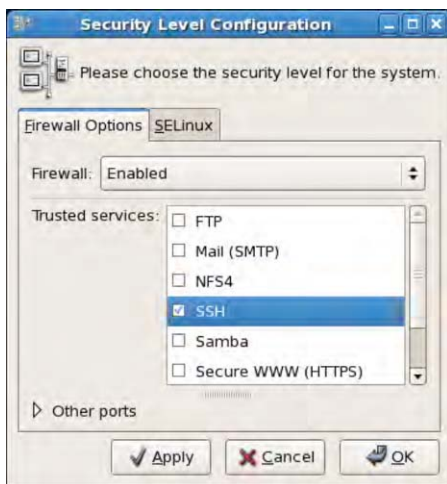 Security Level Configuration
Please choose the security level for the system.
Firewall Options SELinux
Firewall: Enabled
Trusted services:
FTP
Mail (SMTP)
NFS4
SSH
Samba
Secure WWW (HTTPS)
Other ports
Apply Cancel OK